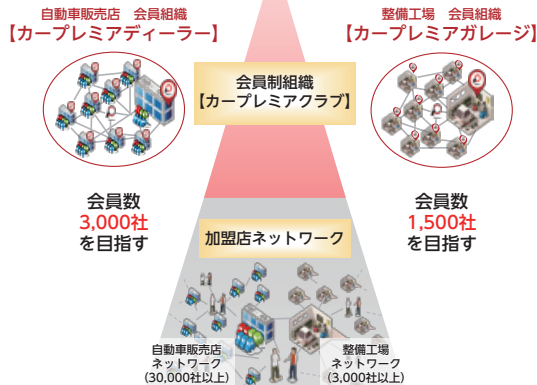 自動車販売店　会員組織
【カープレミアディーラー】
整備工場　会員組織
【カープレミアガレージ】
会員制組織
【カープレミアクラブ】
会員数
3,000社
を目指す
会員数
1,500社
を目指す
加盟店ネットワーク
自動車販売店
ネットワーク
(30,000社以上)
整備工場
ネットワーク
(3,000社以上)